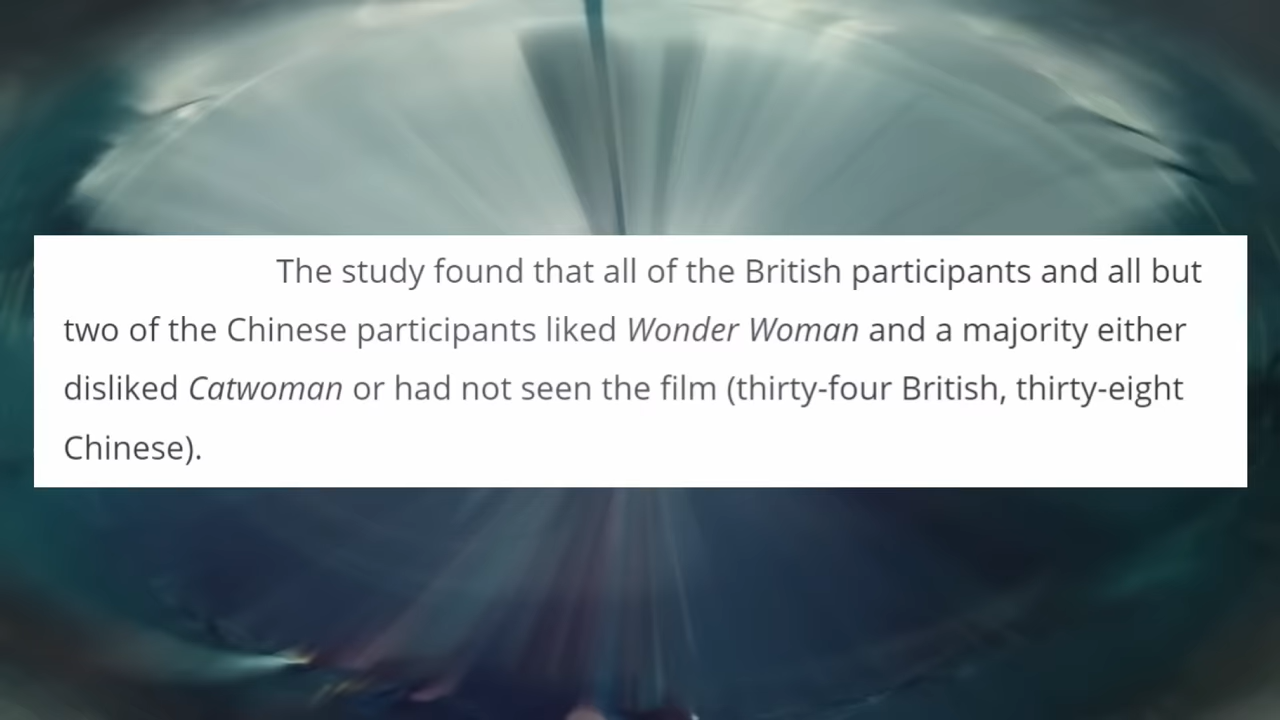 The study found that all of the British participants and all but
two of the Chinese participants liked Wonder Woman and a majority either
disliked Catwoman or had not seen the film (thirty-four British, thirty-eight
Chinese).